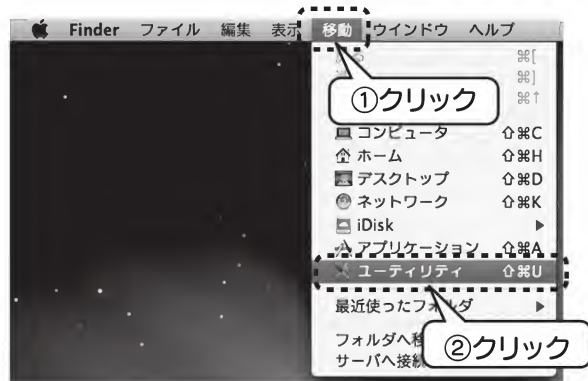 Finder ファイル 編集 表示 移動 ウインドウ ヘルプ
⌘[
⌘]
⌘↑
①クリック
コンピュータ ⇧⌘C
ホーム ⇧⌘H
デスクトップ ⇧⌘D
ネットワーク ⇧⌘K
iDisk
アプリケーション ⇧⌘A
ユーティリティ ⇧⌘U
最近使ったフォルダ
フォルダへ移
サーバへ接続
②クリック